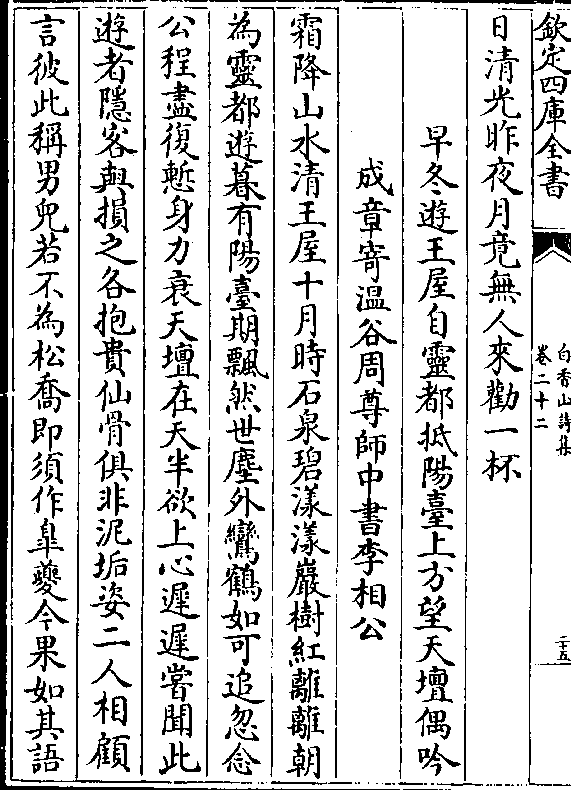 欽定四庫全書
白香山詩集
卷二十二
二十五
日清光昨夜月竟無人來勸一杯
早冬遊王屋自靈都抵陽臺上方望天壇偶吟
成章寄溫谷周尊師中書李相公
霜降山水清王屋十月時石泉碧漾漾巖樹紅離離朝
為靈都遊暮有陽臺期飄然世塵外鸞鶴如可追忽念
公程盡復慙身力衰天壇在天半欲上心遲遲嘗聞此
遊者隱客與損之各抱貴仙骨俱非泥垢姿二人相顧
言彼此稱男兒若不為松喬即須作臯夔今果如其語